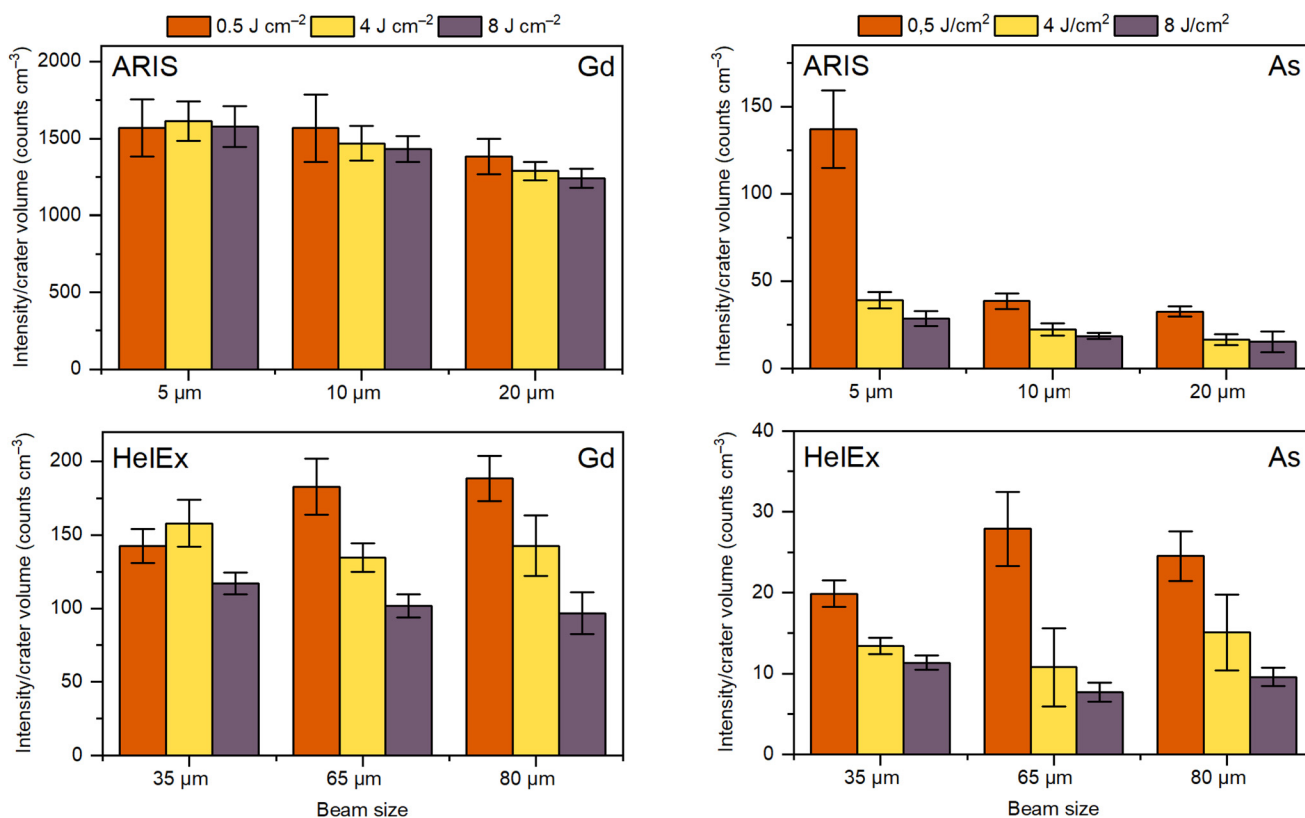 0.5 J cm⁻² 4 J cm⁻² 8 J cm⁻²
ARIS Gd
Intensity/crater volume (counts cm⁻³)
2000
1500
1000
500
0
5 µm 10 µm 20 µm
0,5 J/cm² 4 J/cm² 8 J/cm²
ARIS As
Intensity/crater volume (counts cm⁻³)
150
100
50
0
5 µm 10 µm 20 µm
HelEx Gd
Intensity/crater volume (counts cm⁻³)
200
150
100
50
0
35 µm 65 µm 80 µm
Beam size
HelEx As
Intensity/crater volume (counts cm⁻³)
40
30
20
10
0
35 µm 65 µm 80 µm
Beam size